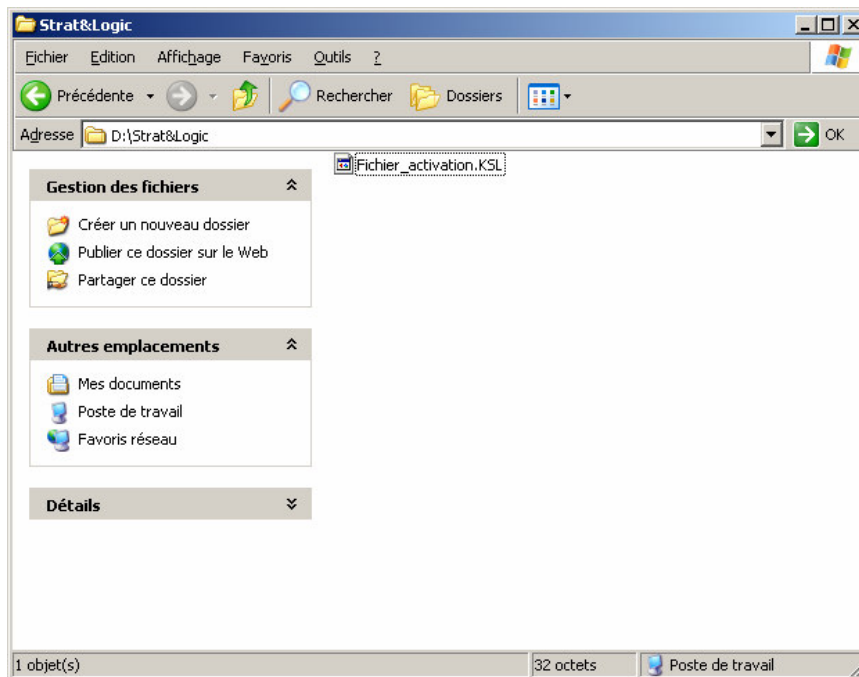 Strat&Logic
Fichier Edition Affichage Favoris Outils ?
Précédente Rechercher Dossiers
Adresse D:\Strat&Logic OK
Fichier_activation.KSL
Gestion des fichiers
Créer un nouveau dossier
Publier ce dossier sur le Web
Partager ce dossier
Autres emplacements
Mes documents
Poste de travail
Favoris réseau
Détails
1 objet(s) 32 octets Poste de travail